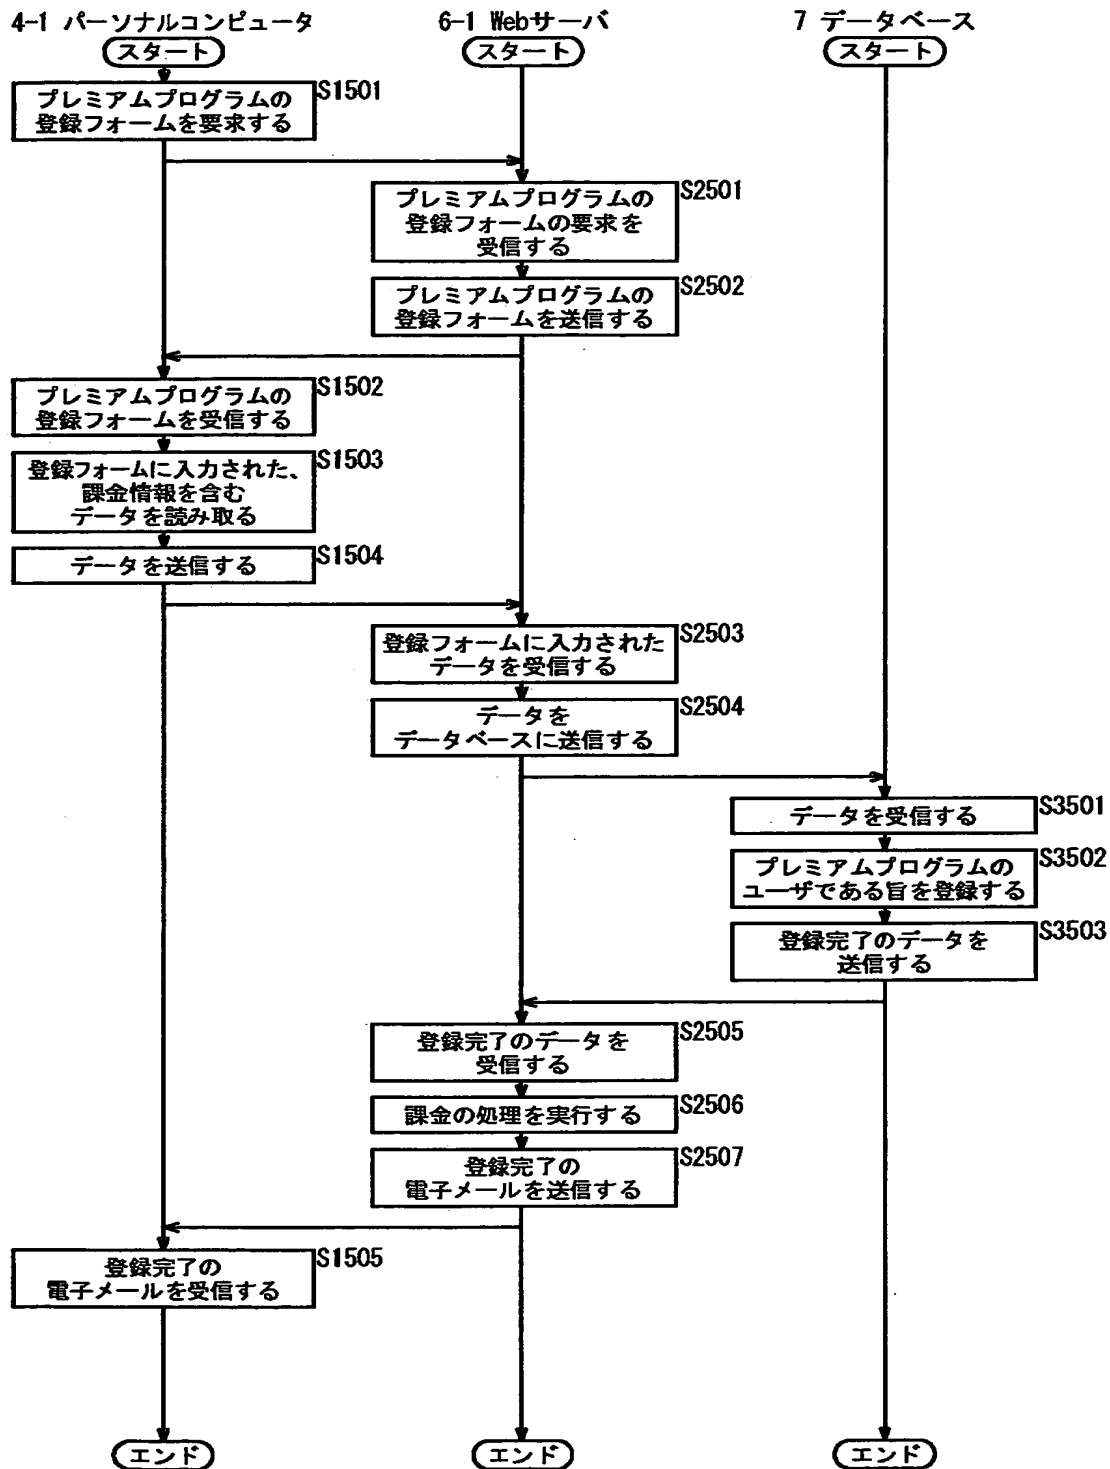 4-1 パーソナルコンピュータ
6-1 Webサーバ
7 データベース
スタート
スタート
スタート
プレミアムプログラムの
登録フォームを要求する
S1501
プレミアムプログラムの
登録フォームの要求を
受信する
S2501
プレミアムプログラムの
登録フォームを送信する
S2502
プレミアムプログラムの
登録フォームを受信する
S1502
登録フォームに入力された、
課金情報を含む
データを読み取る
S1503
データを送信する
S1504
登録フォームに入力された
データを受信する
S2503
データを
データベースに送信する
S2504
データを受信する
S3501
プレミアムプログラムの
ユーザである旨を登録する
S3502
登録完了のデータを
送信する
S3503
登録完了のデータを
受信する
S2505
課金の処理を実行する
S2506
登録完了の
電子メールを送信する
S2507
登録完了の
電子メールを受信する
S1505
エンド
エンド
エンド